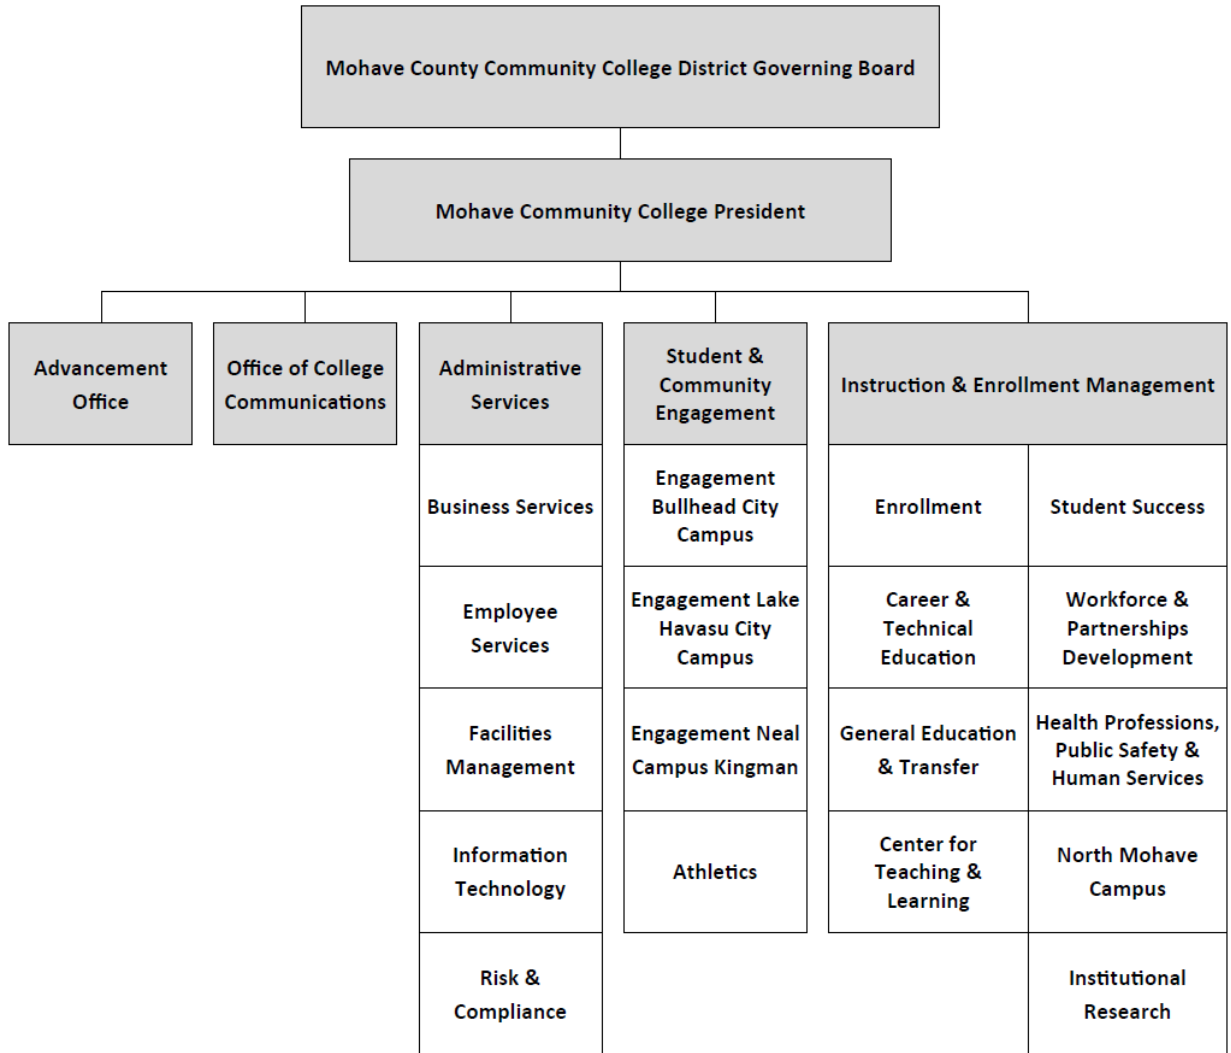 Mohave County Community College District Governing Board
Mohave Community College President
Advancement
Office
Office of College
Communications
Administrative
Services
Student &
Community
Engagement
Instruction & Enrollment Management
Business Services
Employee
Services
Facilities
Management
Information
Technology
Risk &
Compliance
Engagement
Bullhead City
Campus
Engagement Lake
Havasu City
Campus
Engagement Neal
Campus Kingman
Athletics
Enrollment
Career &
Technical
Education
General Education
& Transfer
Center for
Teaching &
Learning
Student Success
Workforce &
Partnerships
Development
Health Professions,
Public Safety &
Human Services
North Mohave
Campus
Institutional
Research